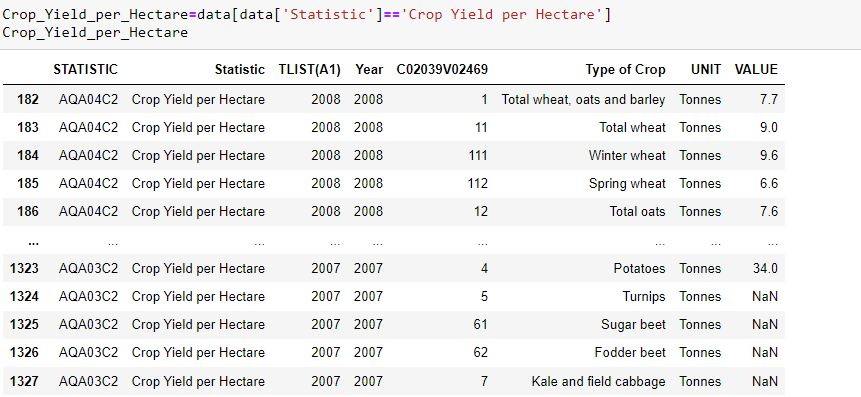 Crop_Yield_per_Hectare=data[data['Statistic']=='Crop Yield per Hectare']
Crop_Yield_per_Hectare
STATISTIC Statistic TLIST(A1) Year C02039V02469 Type of Crop UNIT VALUE
182 AQA04C2 Crop Yield per Hectare 2008 2008 1 Total wheat, oats and barley Tonnes 7.7
183 AQA04C2 Crop Yield per Hectare 2008 2008 11 Total wheat Tonnes 9.0
184 AQA04C2 Crop Yield per Hectare 2008 2008 111 Winter wheat Tonnes 9.6
185 AQA04C2 Crop Yield per Hectare 2008 2008 112 Spring wheat Tonnes 6.6
186 AQA04C2 Crop Yield per Hectare 2008 2008 12 Total oats Tonnes 7.6
... ... ... ... ... ... ... ... ...
1323 AQA03C2 Crop Yield per Hectare 2007 2007 4 Potatoes Tonnes 34.0
1324 AQA03C2 Crop Yield per Hectare 2007 2007 5 Turnips Tonnes NaN
1325 AQA03C2 Crop Yield per Hectare 2007 2007 61 Sugar beet Tonnes NaN
1326 AQA03C2 Crop Yield per Hectare 2007 2007 62 Fodder beet Tonnes NaN
1327 AQA03C2 Crop Yield per Hectare 2007 2007 7 Kale and field cabbage Tonnes NaN